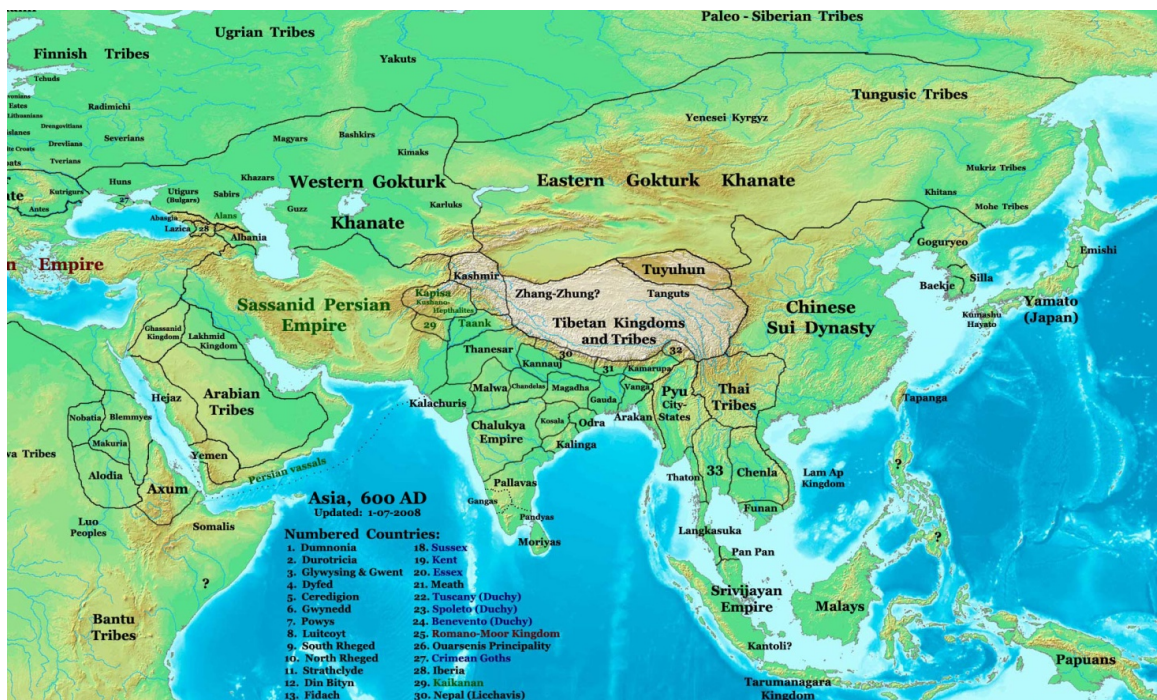 Paleo - Siberian Tribes
Ugrian Tribes
Finnish Tribes
Yakuts
Tehuds
Estes
Lithuanians
Radimichi
Drengovitians
Drevlians
Severians
Tverians
Tungusic Tribes
Yenesei Kyrgyz
Magyars
Bashkirs
Kimaks
Mukriz Tribes
Khitans
Mohe Tribes
Kutrigurs
Antes
Huns
27
Utigurs
(Bulgars)
Sabirs
Khazars
Western Gokturk
Khanate
Guzz
Karluks
Eastern Gokturk Khanate
Abasgia
Lazica
28
Alans
Albania
Empire
Goguryeo
Baekje
Silla
Emishi
Yamato
(Japan)
Kumashu
Hayato
Kashmir
Tuyuhun
Zhang-Zhung?
Tanguts
Tibetan Kingdoms
and Tribes
Chinese
Sui Dynasty
Sassanid Persian
Empire
Kapisa
Kushano-
Hepthalites
29
Taank
Ghassanid
Kingdom
Lakhmid
Kingdom
Thanesar
Kannauj
30
31
32
Kamarupa
Malwa
Chandelas
Magadha
Gauda
Vanga
Pyu
City-
States
Thai
Tribes
Hejaz
Arabian
Tribes
Kalachuris
Chalukya
Empire
Kosala
Odra
Arakan
Kalinga
Tapanga
Nobatia
Blemmyes
Makuria
Alodia
wa Tribes
Axum
Yemen
Persian vassals
Pallavas
Gangas
Pandyas
Moriyas
Thaton
33
Chenla
Lam Ap
Kingdom
Funan
Langkasuka
Pan Pan
?
?
Luo
Peoples
Somalis
?
Bantu
Tribes
Srivijayan
Empire
Malays
Kantoli?
Tarumanagara
Kingdom
Papuans
Asia, 600 AD
Updated: 1-07-2008
Numbered Countries:
1. Dumnonia
2. Durotricia
3. Glywysing & Gwent
4. Dyfed
5. Ceredigion
6. Gwynedd
7. Powys
8. Luitcoyt
9. South Rheged
10. North Rheged
11. Strathclyde
12. Din Bityn
13. Fidach
18. Sussex
19. Kent
20. Essex
21. Meath
22. Tuscany (Duchy)
23. Spoleto (Duchy)
24. Benevento (Duchy)
25. Romano-Moor Kingdom
26. Ouarsenis Principality
27. Crimean Goths
28. Iberia
29. Kaikanan
30. Nepal (Licchavis)